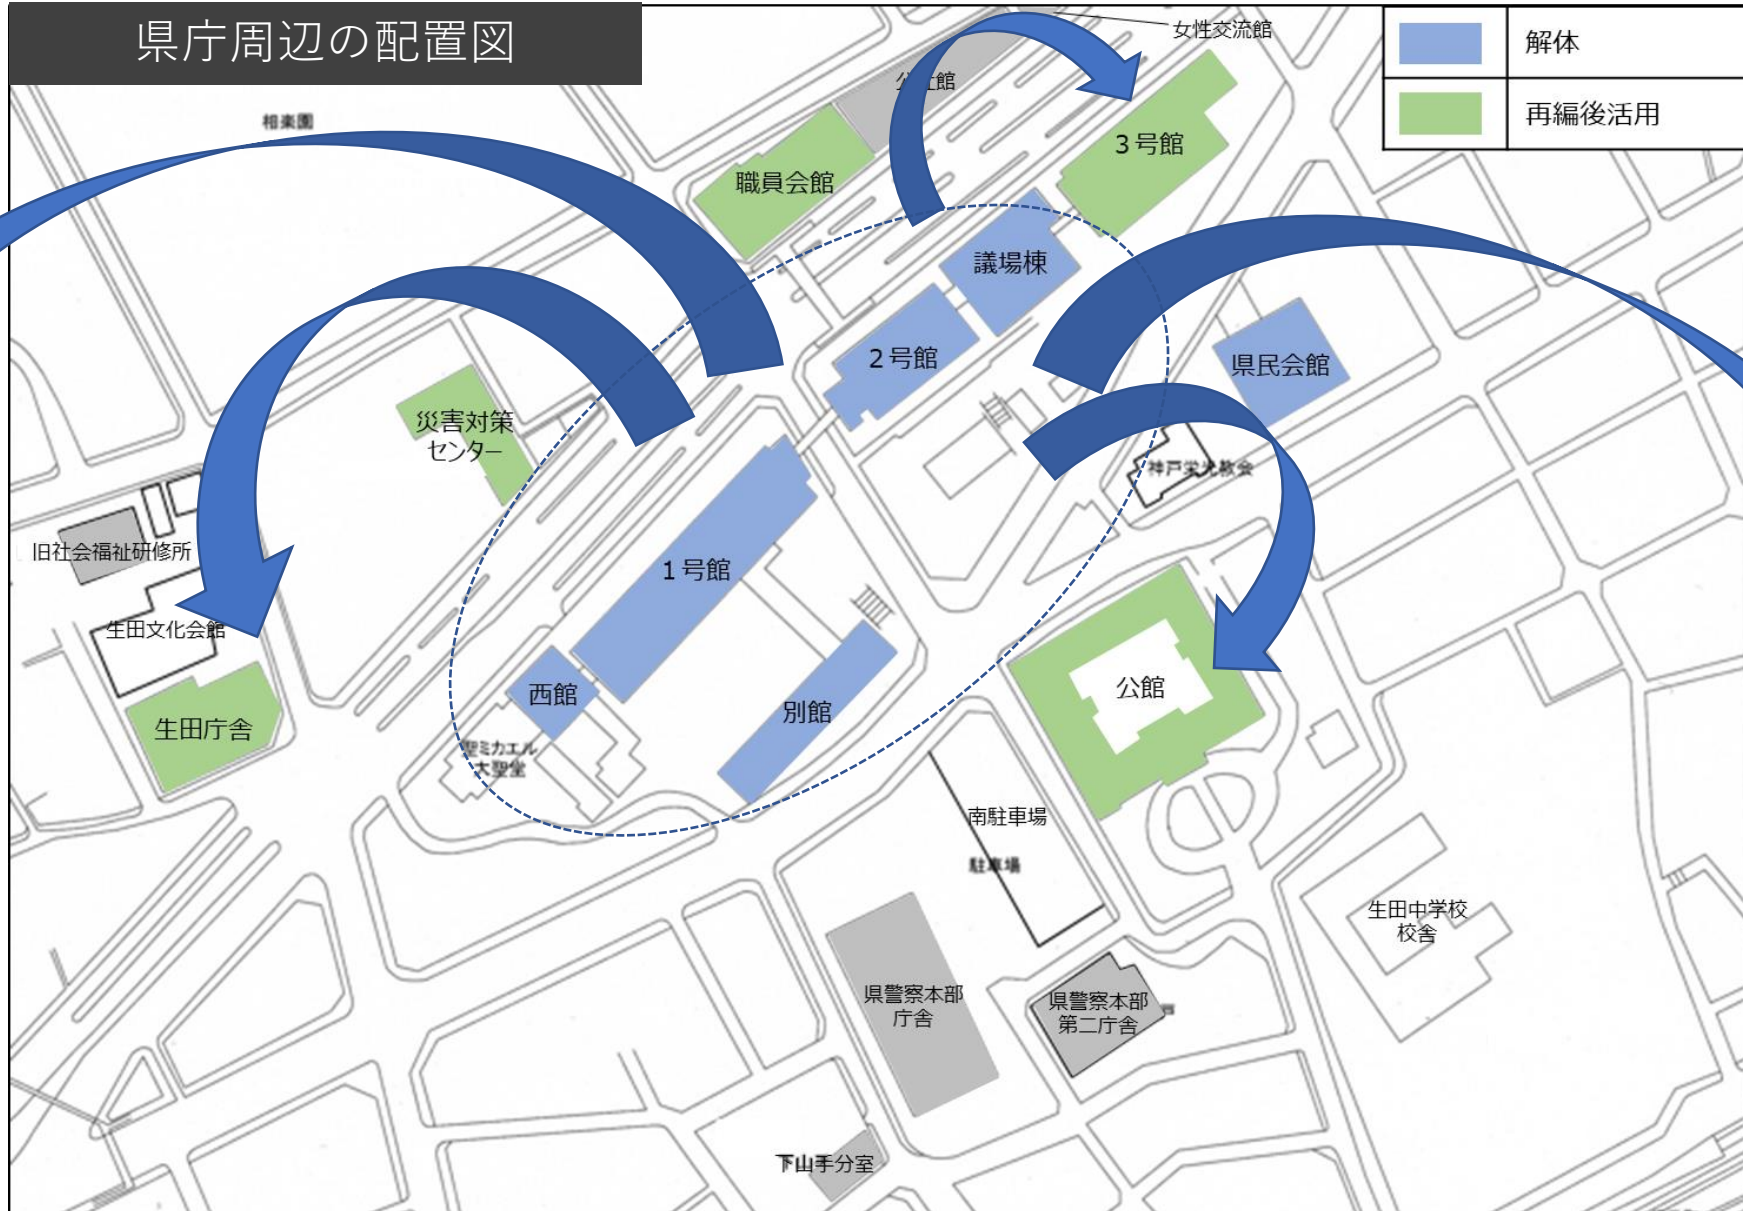 県庁周辺の配置図
女性交流館
解体
再編後活用
相楽園
3号館
職員会館
議場棟
2号館
県民会館
災害対策
センター
神戸栄光教会
旧社会福祉研修所
1号館
生田文化会館
西館
公館
別館
生田庁舎
聖ミカエル
大聖堂
南駐車場
駐車場
生田中学校
校舎
県警察本部
庁舎
県警察本部
第二庁舎
下山手分室